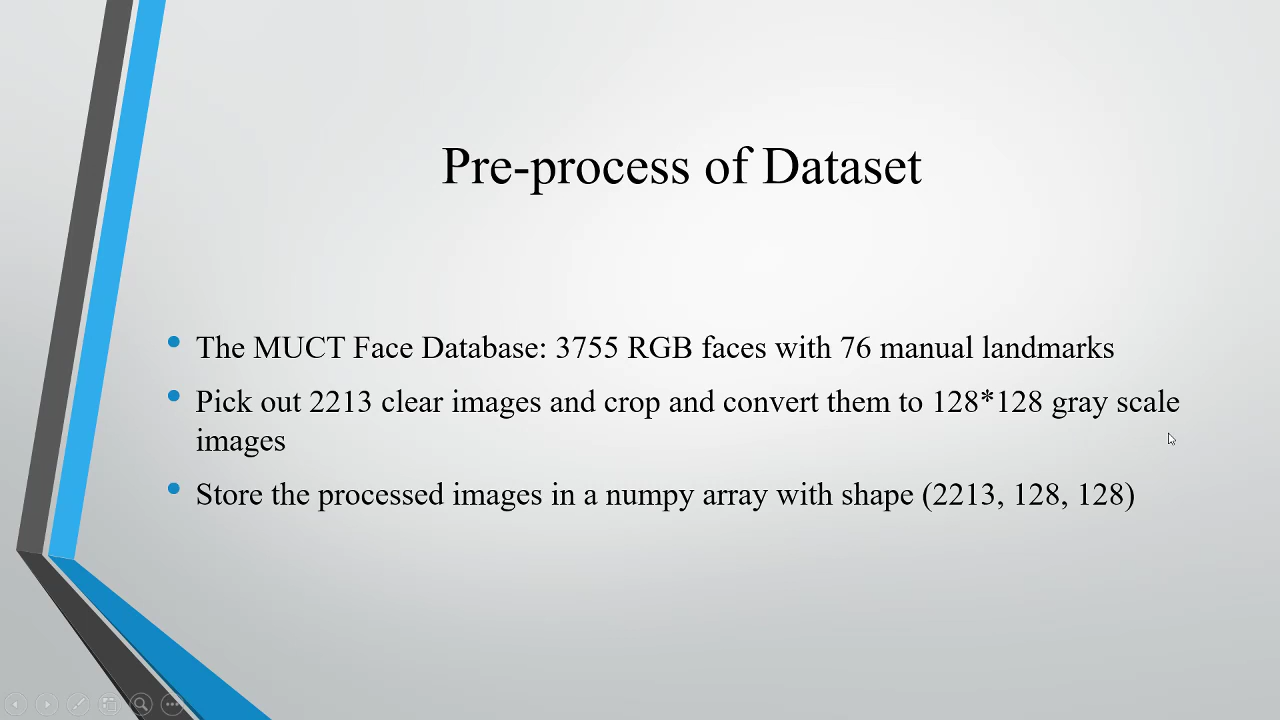 Pre-process of Dataset
The MUCT Face Database: 3755 RGB faces with 76 manual landmarks
Pick out 2213 clear images and crop and convert them to 128*128 gray scale
images
Store the processed images in a numpy array with shape (2213, 128, 128)